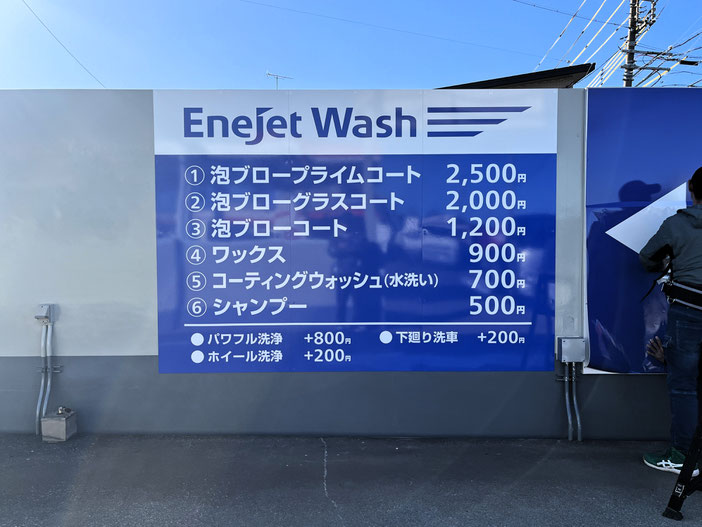 EneJet Wash
① 泡ブロープライムコート 2,500円
② 泡ブローグラスコート 2,000円
③ 泡ブローコート 1,200円
④ ワックス 900円
⑤ コーティングウォッシュ(水洗い) 700円
⑥ シャンプー 500円
●パワフル洗浄 +800円 ●下廻り洗車 +200円
●ホイール洗浄 +200円